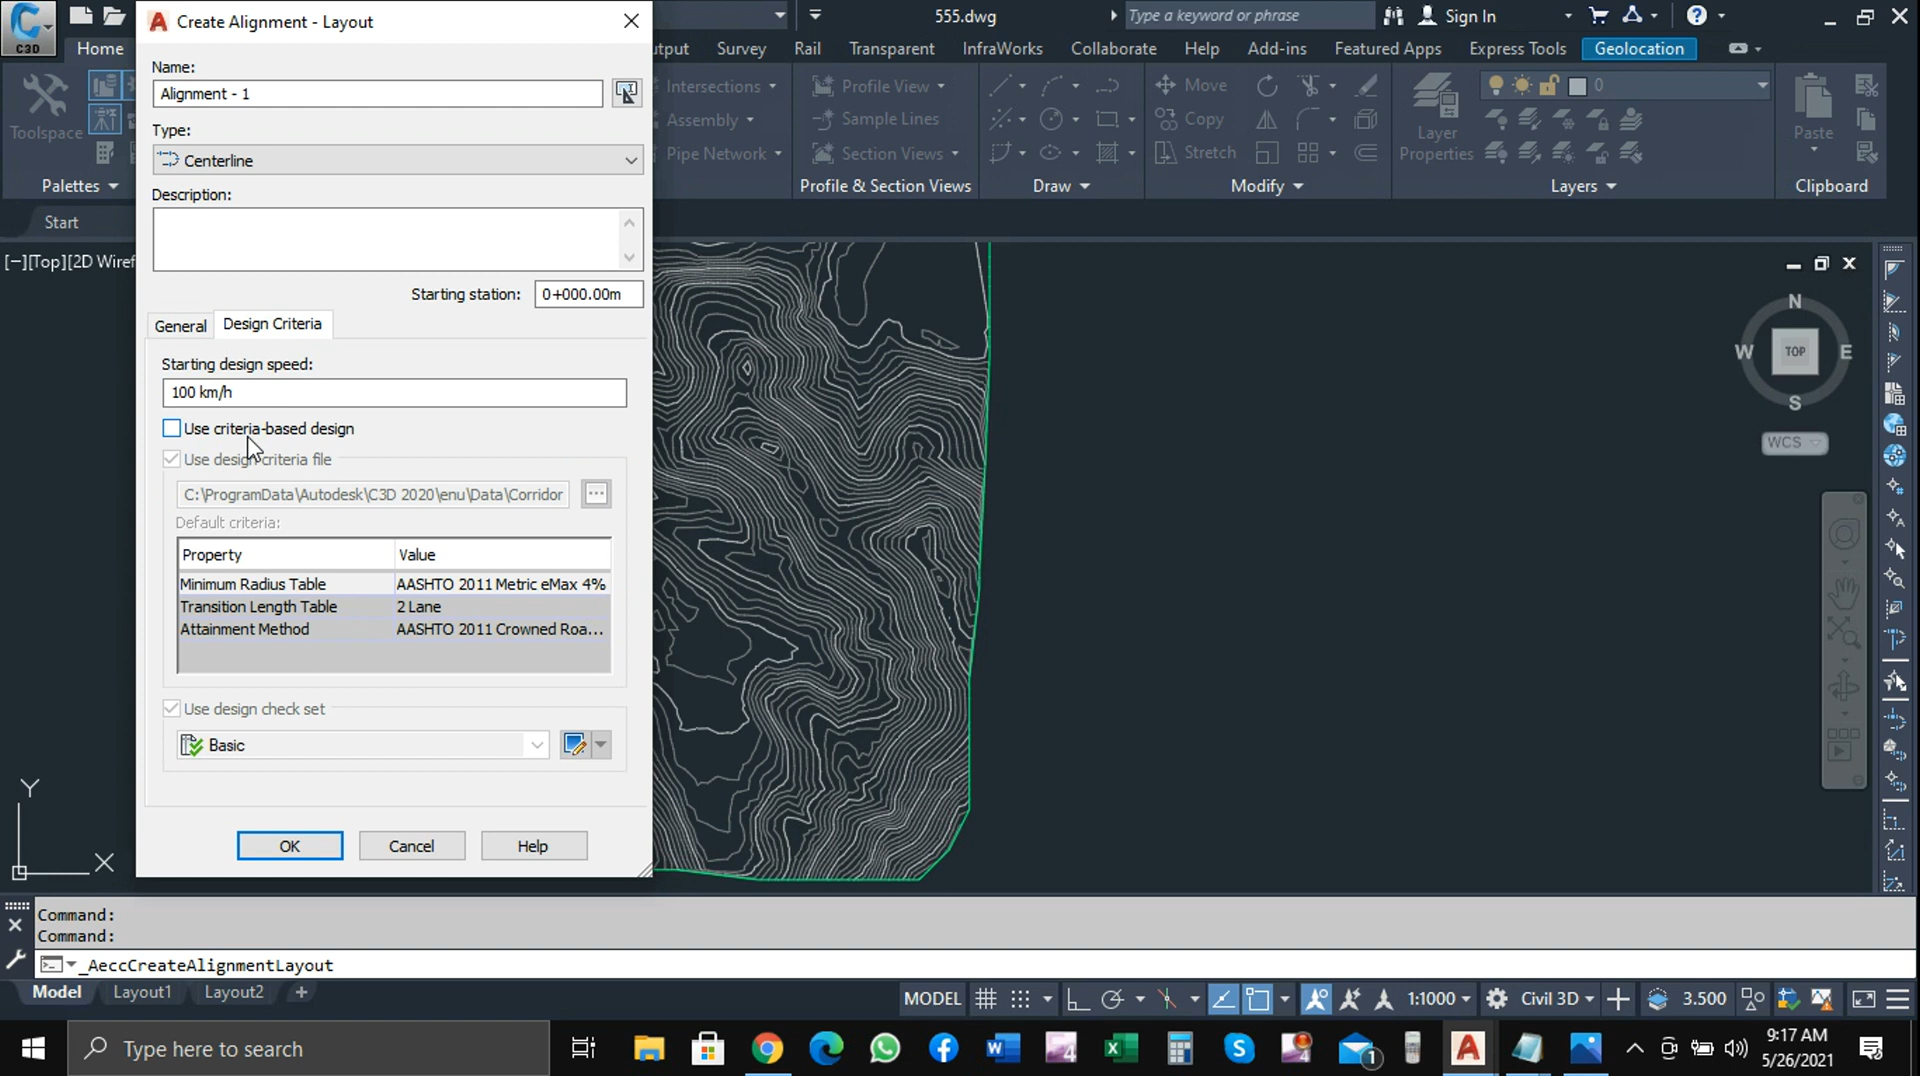 Create Alignment - Layout
555.dwg
Type a keyword or phrase
Sign In
C3D
Home
utput
Survey
Rail
Transparent
InfraWorks
Collaborate
Help
Add-ins
Featured Apps
Express Tools
Geolocation
Toolspace
Palettes
Intersections
Assembly
Pipe Network
Profile View
Sample Lines
Section Views
Profile & Section Views
Draw
Move
Copy
Stretch
Modify
Layer
Properties
0
Layers
Paste
Clipboard
Start
[−][Top][2D Wiref
Name:
Alignment - 1
Type:
Centerline
Description:
Starting station:
0+000.00m
General
Design Criteria
Starting design speed:
100 km/h
Use criteria-based design
Use design criteria file
C:\ProgramData\Autodesk\C3D 2020\enu\Data\Corridor
Default criteria:
Property Value
Minimum Radius Table AASHTO 2011 Metric eMax 4%
Transition Length Table 2 Lane
Attainment Method AASHTO 2011 Crowned Roa...
Use design check set
Basic
OK
Cancel
Help
N
W
TOP
E
S
WCS
Y
X
Command:
Command:
_AeccCreateAlignmentLayout
Model
Layout1
Layout2
MODEL
1:1000
Civil 3D
3.500
Type here to search
9:17 AM
5/26/2021